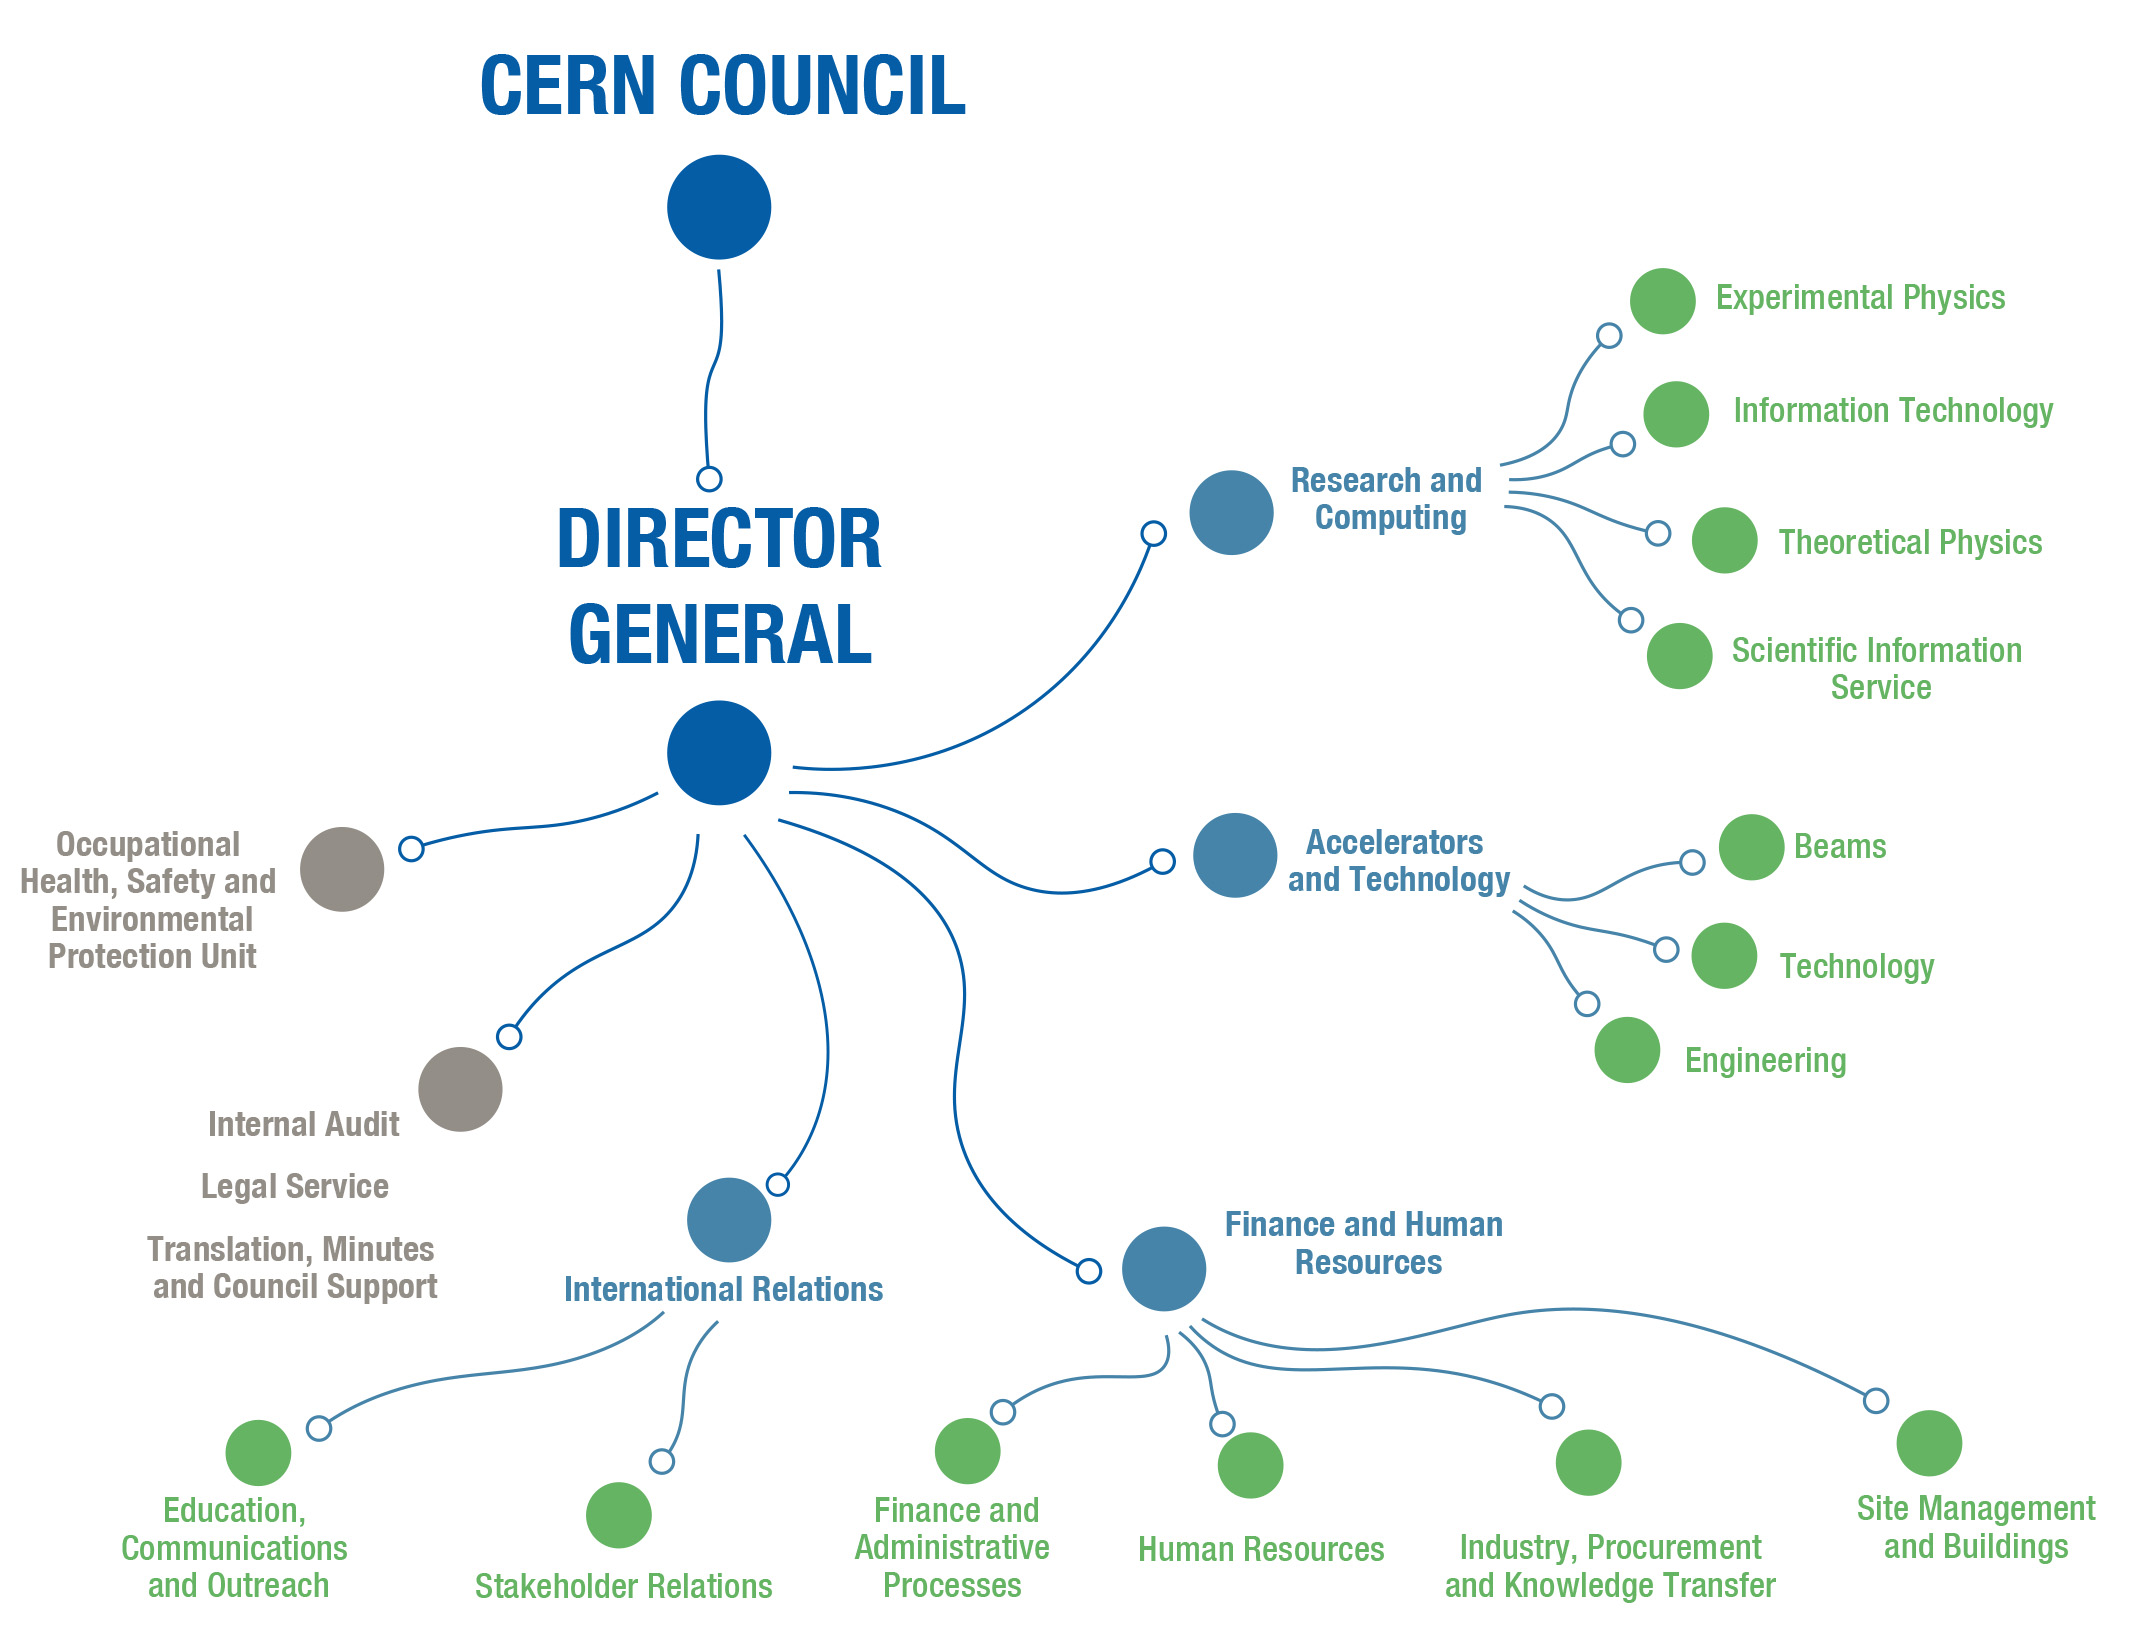 CERN COUNCIL
DIRECTOR
GENERAL
Experimental Physics
Information Technology
Research and
Computing
Theoretical Physics
Scientific Information
Service
Occupational
Health, Safety and
Environmental
Protection Unit
Accelerators
and Technology
Beams
Technology
Engineering
Internal Audit
Legal Service
Translation, Minutes
and Council Support
International Relations
Finance and Human
Resources
Education,
Communications
and Outreach
Stakeholder Relations
Finance and
Administrative
Processes
Human Resources
Industry, Procurement
and Knowledge Transfer
Site Management
and Buildings